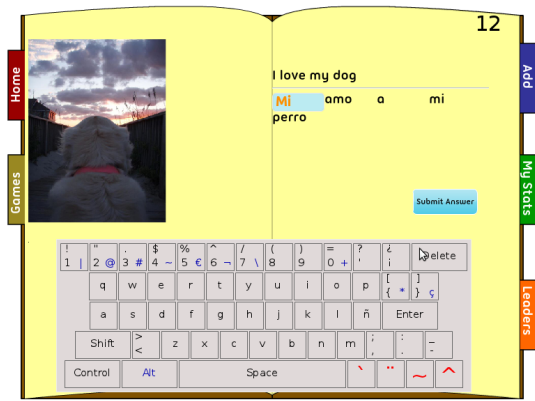 12
Home
Games
I love my dog
Mi amo a mi
perro
Submit Answer
Add
My Stats
Leaders
! " . $ % ^ / ( ) = ? ¿
1 | 2 @ 3 # 4 ~ 5 € 6 ¬ 7 \ 8 9 0 + ' ¡ Delete
q w e r t y u i o p [ { * ] } ç
a s d f g h j k l ñ Enter
Shift > < z x c v b n m ; , : . _ -
Control Alt Space ` ¨ ~ ^